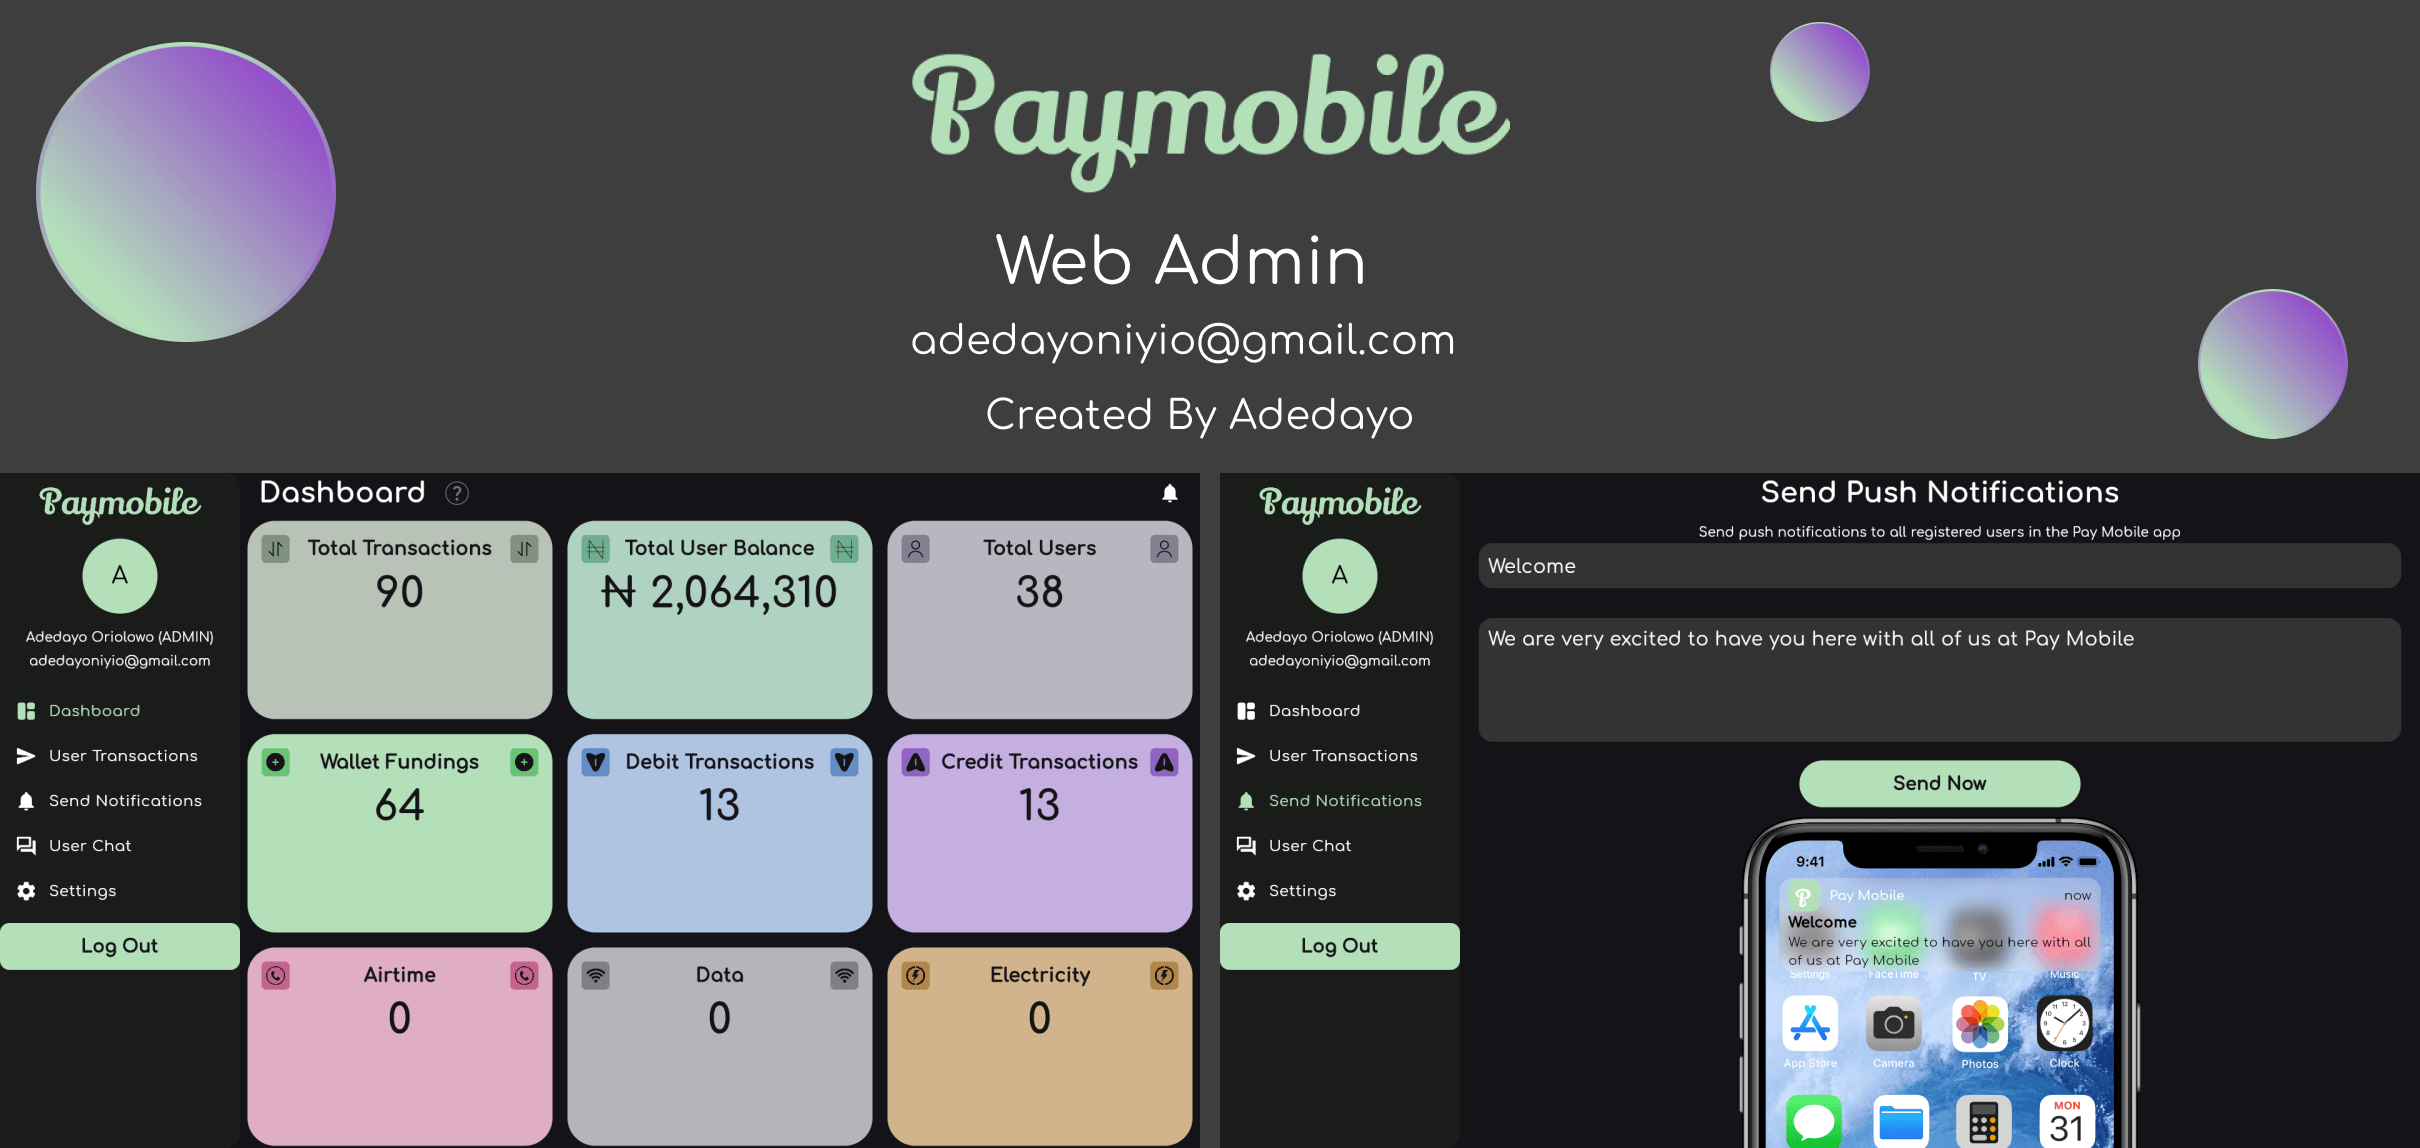 Paymobile
Web Admin
adedayoniyio@gmail.com
Created By Adedayo
Paymobile
A
Adedayo Oriolowo (ADMIN)
adedayoniyio@gmail.com
Dashboard
User Transactions
Send Notifications
User Chat
Settings
Log Out
Dashboard ?
Total Transactions
90
Total User Balance
₦ 2,064,310
Total Users
38
Wallet Fundings
64
Debit Transactions
13
Credit Transactions
13
Airtime
0
Data
0
Electricity
0
Paymobile
A
Adedayo Oriolowo (ADMIN)
adedayoniyio@gmail.com
Dashboard
User Transactions
Send Notifications
User Chat
Settings
Log Out
Send Push Notifications
Send push notifications to all registered users in the Pay Mobile app
Welcome
We are very excited to have you here with all of us at Pay Mobile
Send Now
9:41
P Pay Mobile now
Welcome
We are very excited to have you here with all
of us at Pay Mobile
Settings FaceTime TV Music
App Store Camera Photos Clock
MON
31